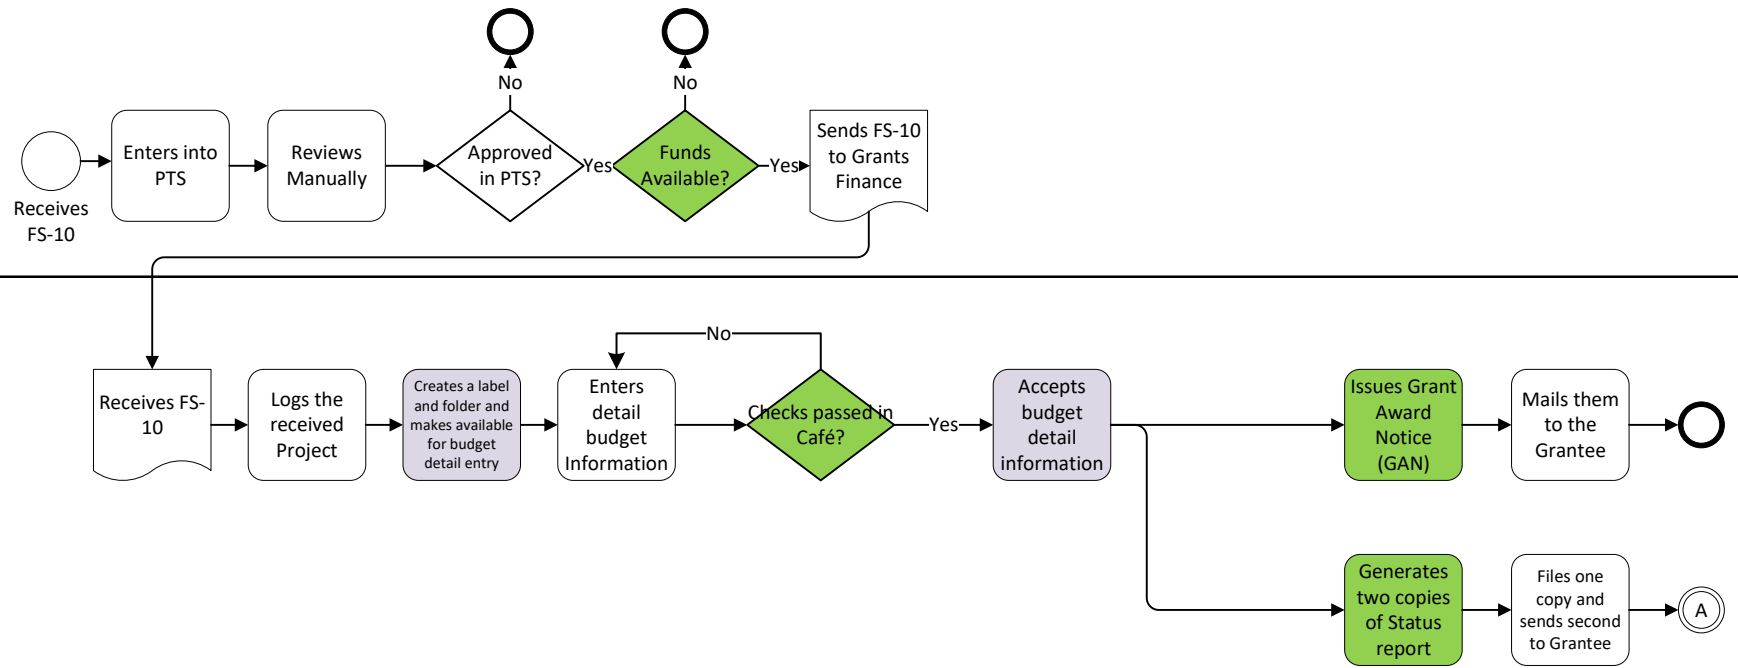 No
No
Receives
FS-10
Enters into
PTS
Reviews
Manually
Approved
in PTS?
Yes
Funds
Available?
Yes
Sends FS-10
to Grants
Finance
No
Receives FS-
10
Logs the
received
Project
Creates a label
and folder and
makes available
for budget
detail entry
Enters
detail
budget
Information
Checks passed in
Café?
Yes
Accepts
budget
detail
information
Issues Grant
Award
Notice
(GAN)
Mails them
to the
Grantee
Generates
two copies
of Status
report
Files one
copy and
sends second
to Grantee
A